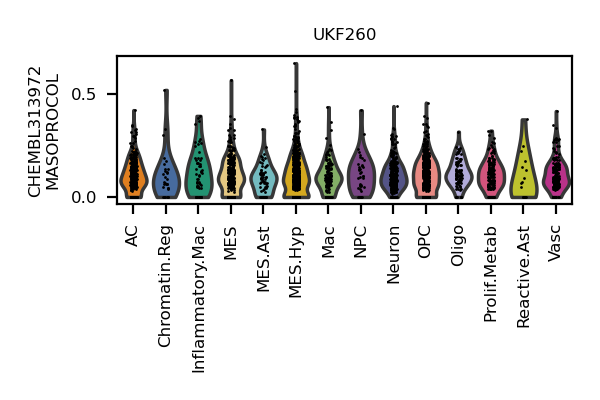 UKF260
CHEMBL313972
MASOPROCOL
0.5
0.0
AC
Chromatin.Reg
Inflammatory.Mac
MES
MES.Ast
MES.Hyp
Mac
NPC
Neuron
OPC
Oligo
Prolif.Metab
Reactive.Ast
Vasc